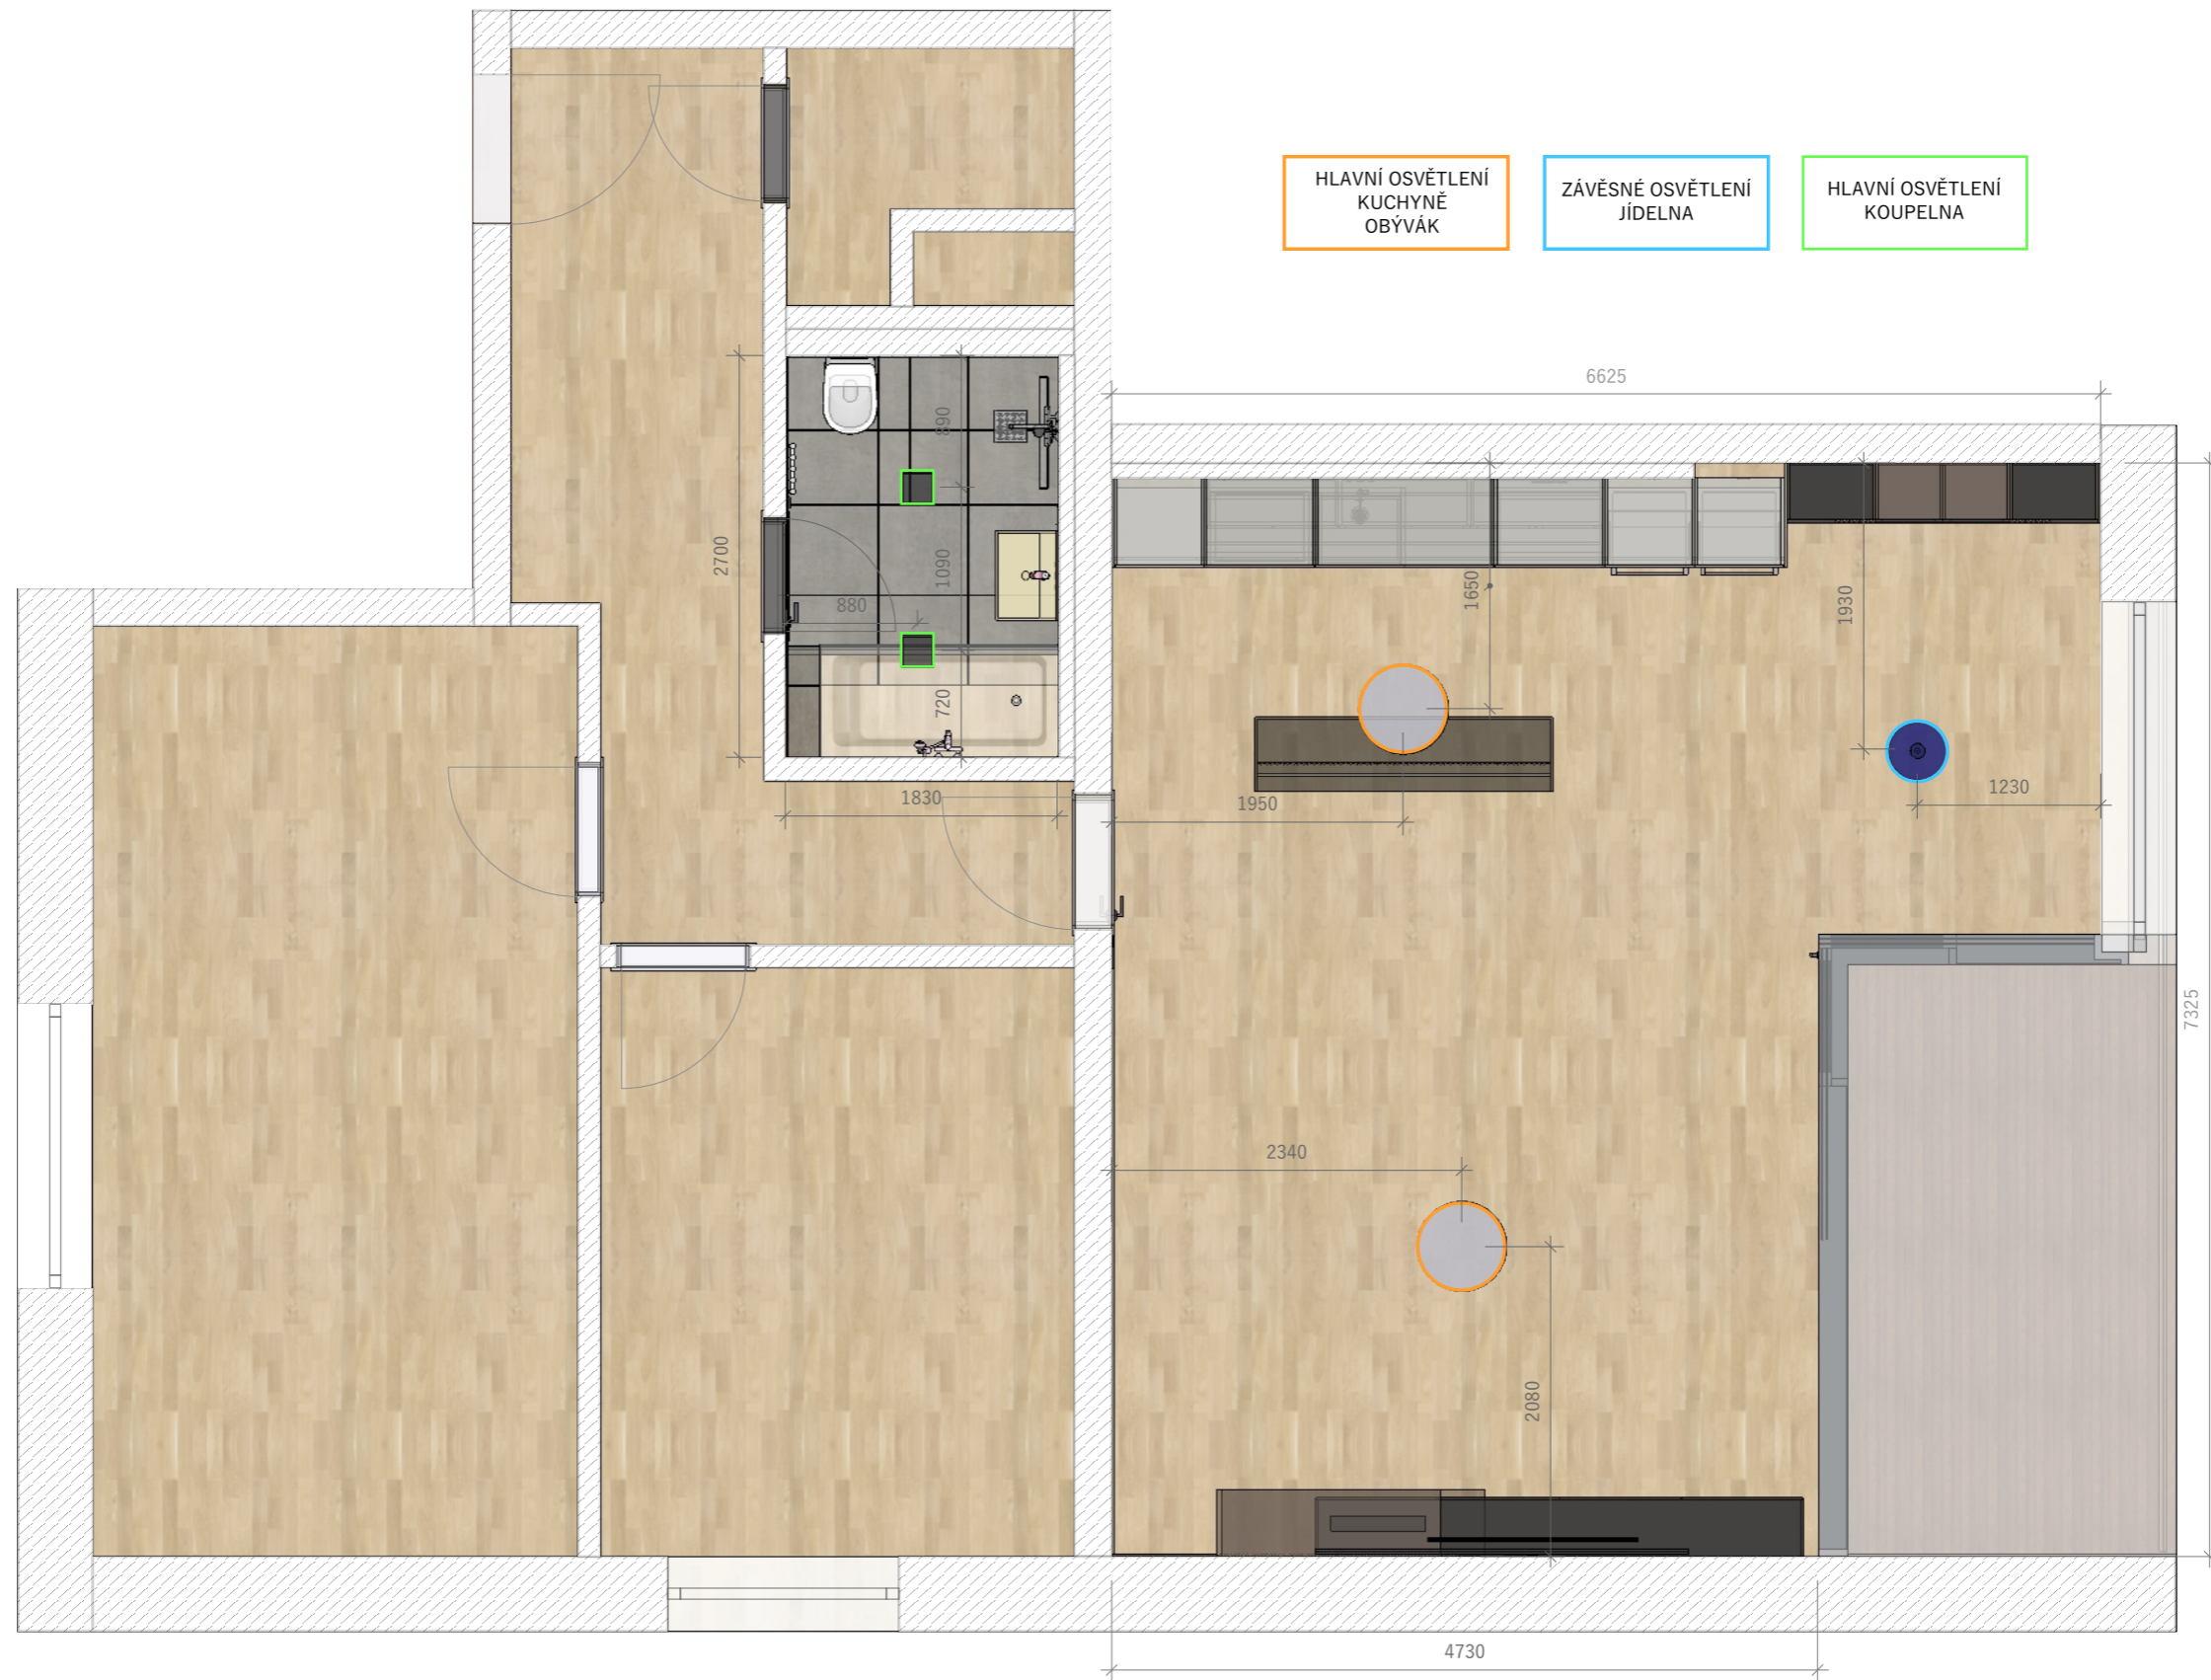 HLAVNÍ OSVĚTLENÍ
KUCHYNĚ
OBÝVÁK
ZÁVĚSNÉ OSVĚTLENÍ
JÍDELNA
HLAVNÍ OSVĚTLENÍ
KOUPELNA
6625
890
2700
1090
880
1650
1930
720
1830
1950
1230
7325
2340
2080
4730